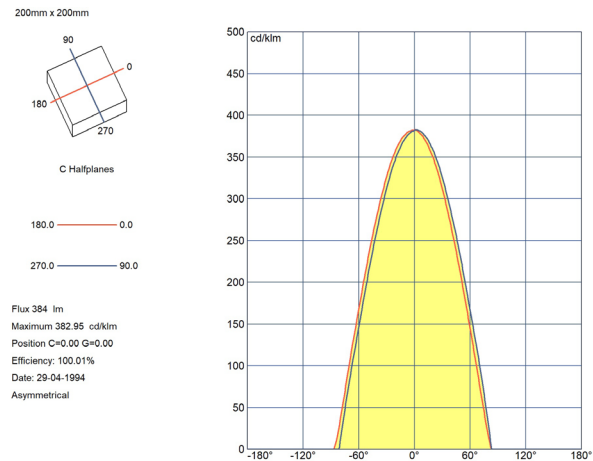 200mm x 200mm
90
0
180
270
C Halfplanes
180.0 0.0
270.0 90.0
Flux 384 lm
Maximum 382.95 cd/klm
Position C=0.00 G=0.00
Efficiency: 100.01%
Date: 29-04-1994
Asymmetrical
500
cd/klm
450
400
350
300
250
200
150
100
50
0
-180° -120° -60° 0° 60° 120° 180°